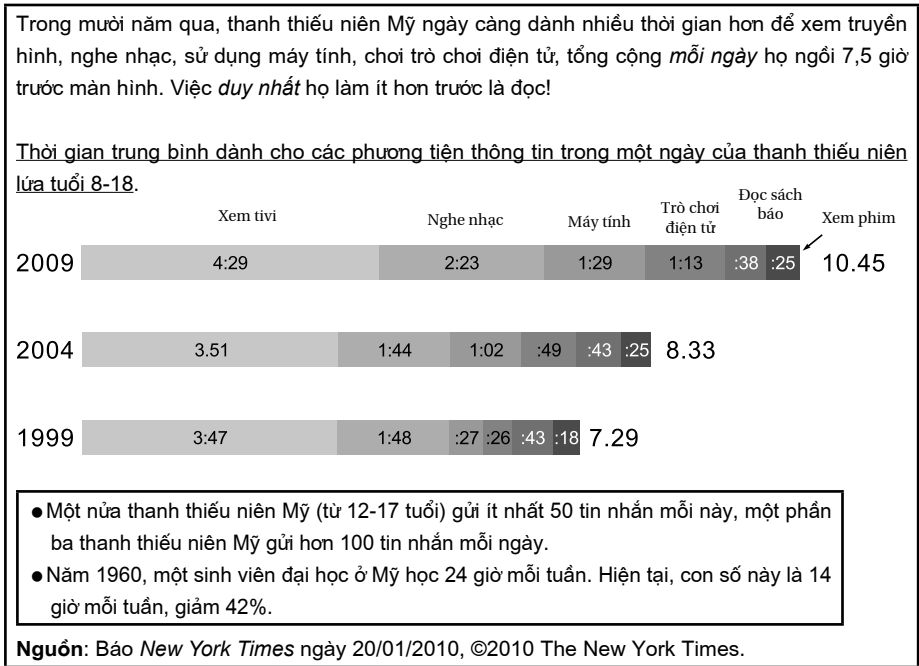 Trong mười năm qua, thanh thiếu niên Mỹ ngày càng dành nhiều thời gian hơn để xem truyền
hình, nghe nhạc, sử dụng máy tính, chơi trò chơi điện tử, tổng cộng mỗi ngày họ ngồi 7,5 giờ
trước màn hình. Việc duy nhất họ làm ít hơn trước là đọc!
Thời gian trung bình dành cho các phương tiện thông tin trong một ngày của thanh thiếu niên
lứa tuổi 8-18.
Xem tivi Nghe nhạc Máy tính Trò chơi điện tử Đọc sách báo Xem phim
2009 4:29 2:23 1:29 1:13 :38 :25 10.45
2004 3.51 1:44 1:02 :49 :43 :25 8.33
1999 3:47 1:48 :27 :26 :43 :18 7.29
● Một nửa thanh thiếu niên Mỹ (từ 12-17 tuổi) gửi ít nhất 50 tin nhắn mỗi này, một phần
ba thanh thiếu niên Mỹ gửi hơn 100 tin nhắn mỗi ngày.
● Năm 1960, một sinh viên đại học ở Mỹ học 24 giờ mỗi tuần. Hiện tại, con số này là 14
giờ mỗi tuần, giảm 42%.
Nguồn: Báo New York Times ngày 20/01/2010, ©2010 The New York Times.